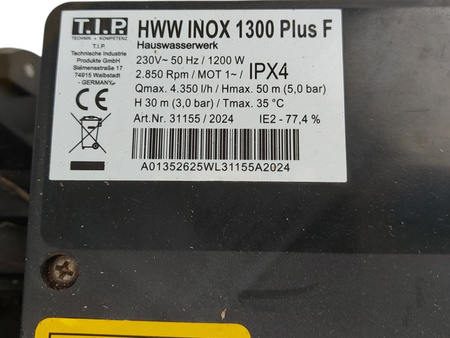 T.I.P.
TECHNIK + KOMPETENZ
T.I.P.
Technische Industrie
Produkte GmbH
Siemensstraße 17
74915 Waibstadt
- GERMANY -
CE
HWW INOX 1300 Plus F
Hauswasserwerk
230V~ 50 Hz / 1200 W
2.850 Rpm / MOT 1~ / IPX4
Qmax. 4.350 l/h / Hmax. 50 m (5,0 bar)
H 30 m (3,0 bar) / Tmax. 35 °C
Art.Nr. 31155 / 2024 IE2 - 77,4 %
A01352625WL31155A2024